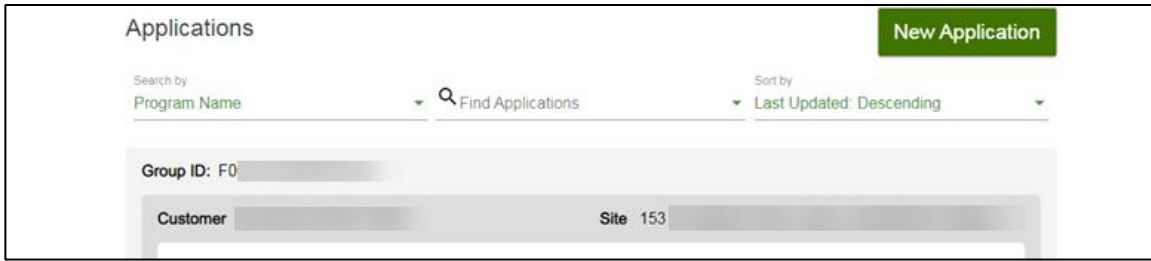 Applications
New Application
Search by
Program Name
Find Applications
Sort by
Last Updated: Descending
Group ID: F0
Customer
Site 153